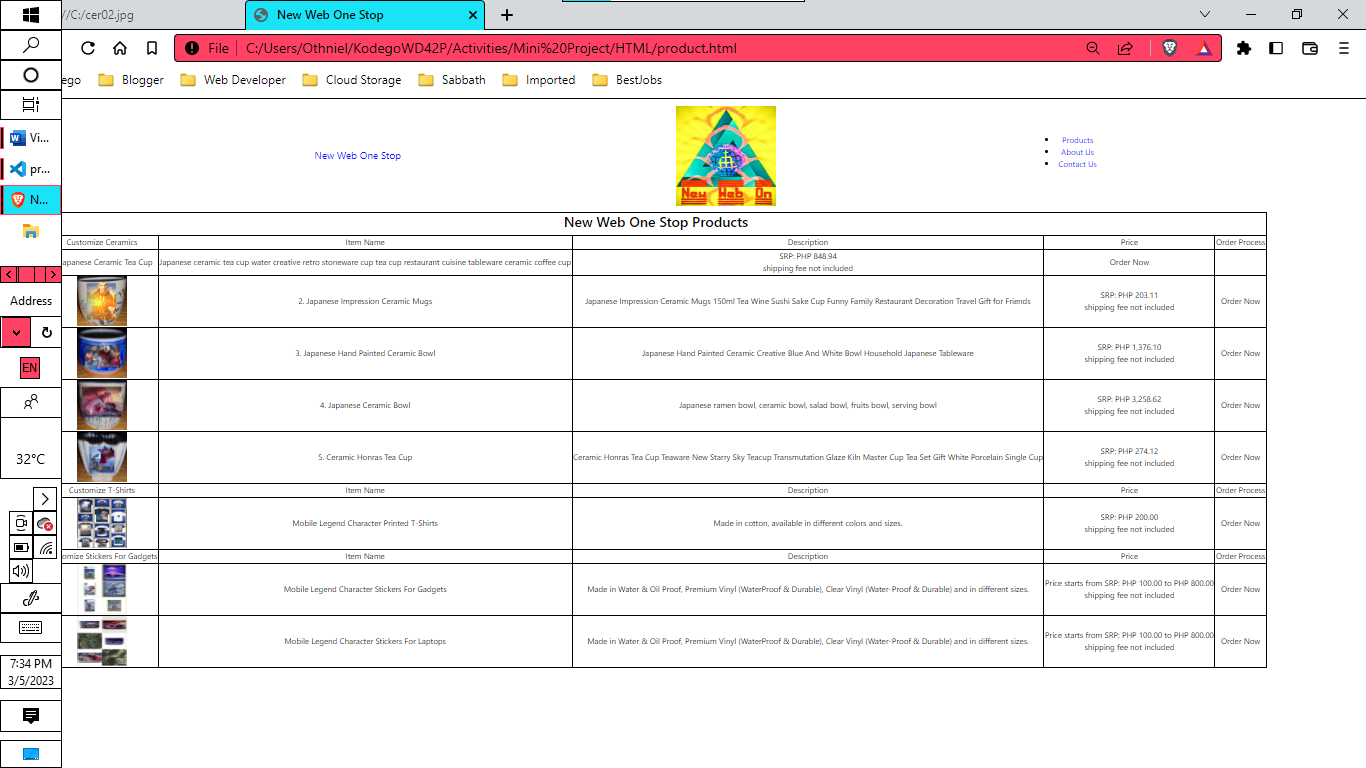 //C:/cer02.jpg
New Web One Stop
File
C:/Users/Othniel/KodegoWD42P/Activities/Mini%20Project/HTML/product.html
ego
Blogger
Web Developer
Cloud Storage
Sabbath
Imported
BestJobs
Vi...
pr...
N...
Address
EN
32°C
7:34 PM
3/5/2023
New Web One Stop
New Web On
Products
About Us
Contact Us
New Web One Stop Products
Customize Ceramics Item Name Description Price Order Process
apanese Ceramic Tea Cup Japanese ceramic tea cup water creative retro stoneware cup tea cup restaurant cuisine tableware ceramic coffee cup SRP: PHP 848.94 Order Now
shipping fee not included
2. Japanese Impression Ceramic Mugs Japanese Impression Ceramic Mugs 150ml Tea Wine Sushi Sake Cup Funny Family Restaurant Decoration Travel Gift for Friends SRP: PHP 203.11 Order Now
shipping fee not included
3. Japanese Hand Painted Ceramic Bowl Japanese Hand Painted Ceramic Creative Blue And White Bowl Household Japanese Tableware SRP: PHP 1,376.10 Order Now
shipping fee not included
4. Japanese Ceramic Bowl Japanese ramen bowl, ceramic bowl, salad bowl, fruits bowl, serving bowl SRP: PHP 3,258.62 Order Now
shipping fee not included
5. Ceramic Honras Tea Cup Ceramic Honras Tea Cup Teaware New Starry Sky Teacup Transmutation Glaze Kiln Master Cup Tea Set Gift White Porcelain Single Cup SRP: PHP 274.12 Order Now
shipping fee not included
Customize T-Shirts Item Name Description Price Order Process
Mobile Legend Character Printed T-Shirts Made in cotton, available in different colors and sizes. SRP: PHP 200.00 Order Now
shipping fee not included
omize Stickers For Gadgets Item Name Description Price Order Process
Mobile Legend Character Stickers For Gadgets Made in Water & Oil Proof, Premium Vinyl (WaterProof & Durable), Clear Vinyl (Water-Proof & Durable) and in different sizes. Price starts from SRP: PHP 100.00 to PHP 800.00 Order Now
shipping fee not included
Mobile Legend Character Stickers For Laptops Made in Water & Oil Proof, Premium Vinyl (WaterProof & Durable), Clear Vinyl (Water-Proof & Durable) and in different sizes. Price starts from SRP: PHP 100.00 to PHP 800.00 Order Now
shipping fee not included